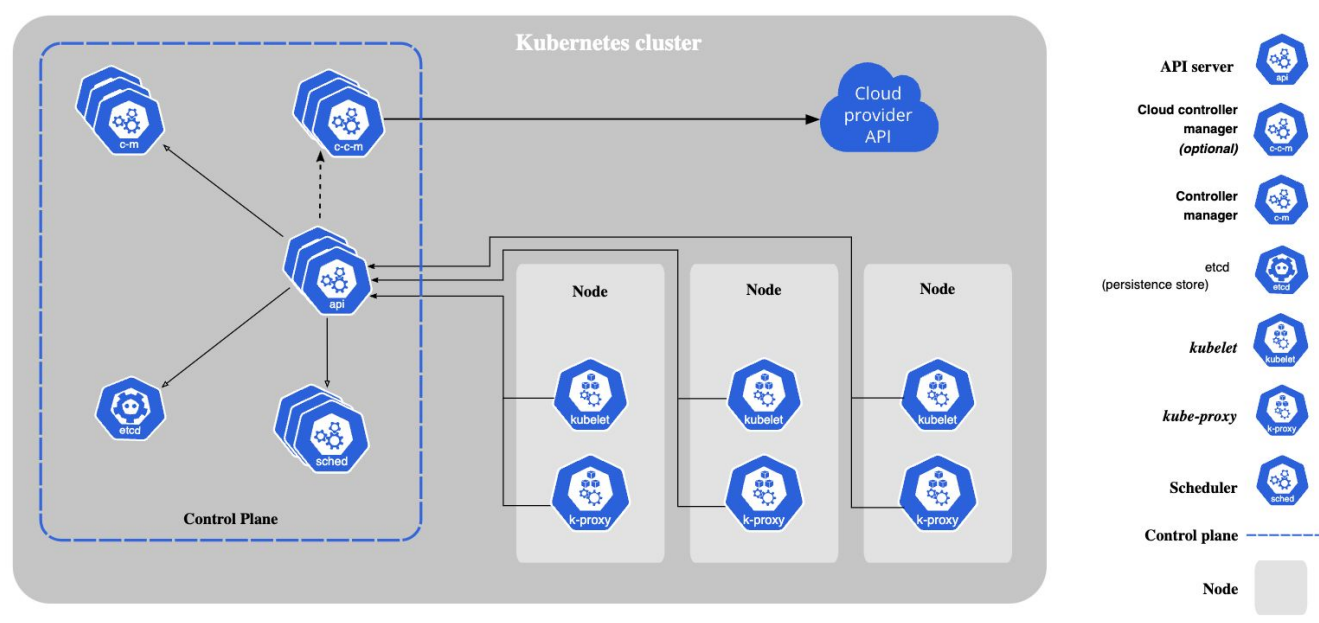 Kubernetes cluster
c-m
c-c-m
Cloud
provider
API
api
etcd
sched
Control Plane
Node
kubelet
k-proxy
Node
kubelet
k-proxy
Node
kubelet
k-proxy
API server
api
Cloud controller
manager
(optional)
c-c-m
Controller
manager
c-m
etcd
(persistence store)
etcd
kubelet
kubelet
kube-proxy
k-proxy
Scheduler
sched
Control plane
Node